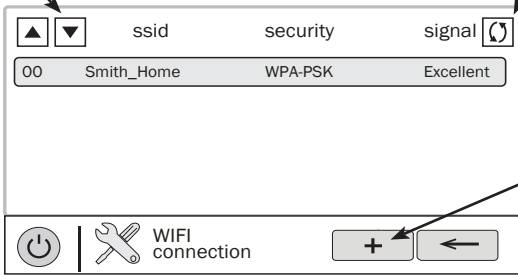 ssid security signal
00 Smith_Home WPA-PSK Excellent
WIFI
connection
+